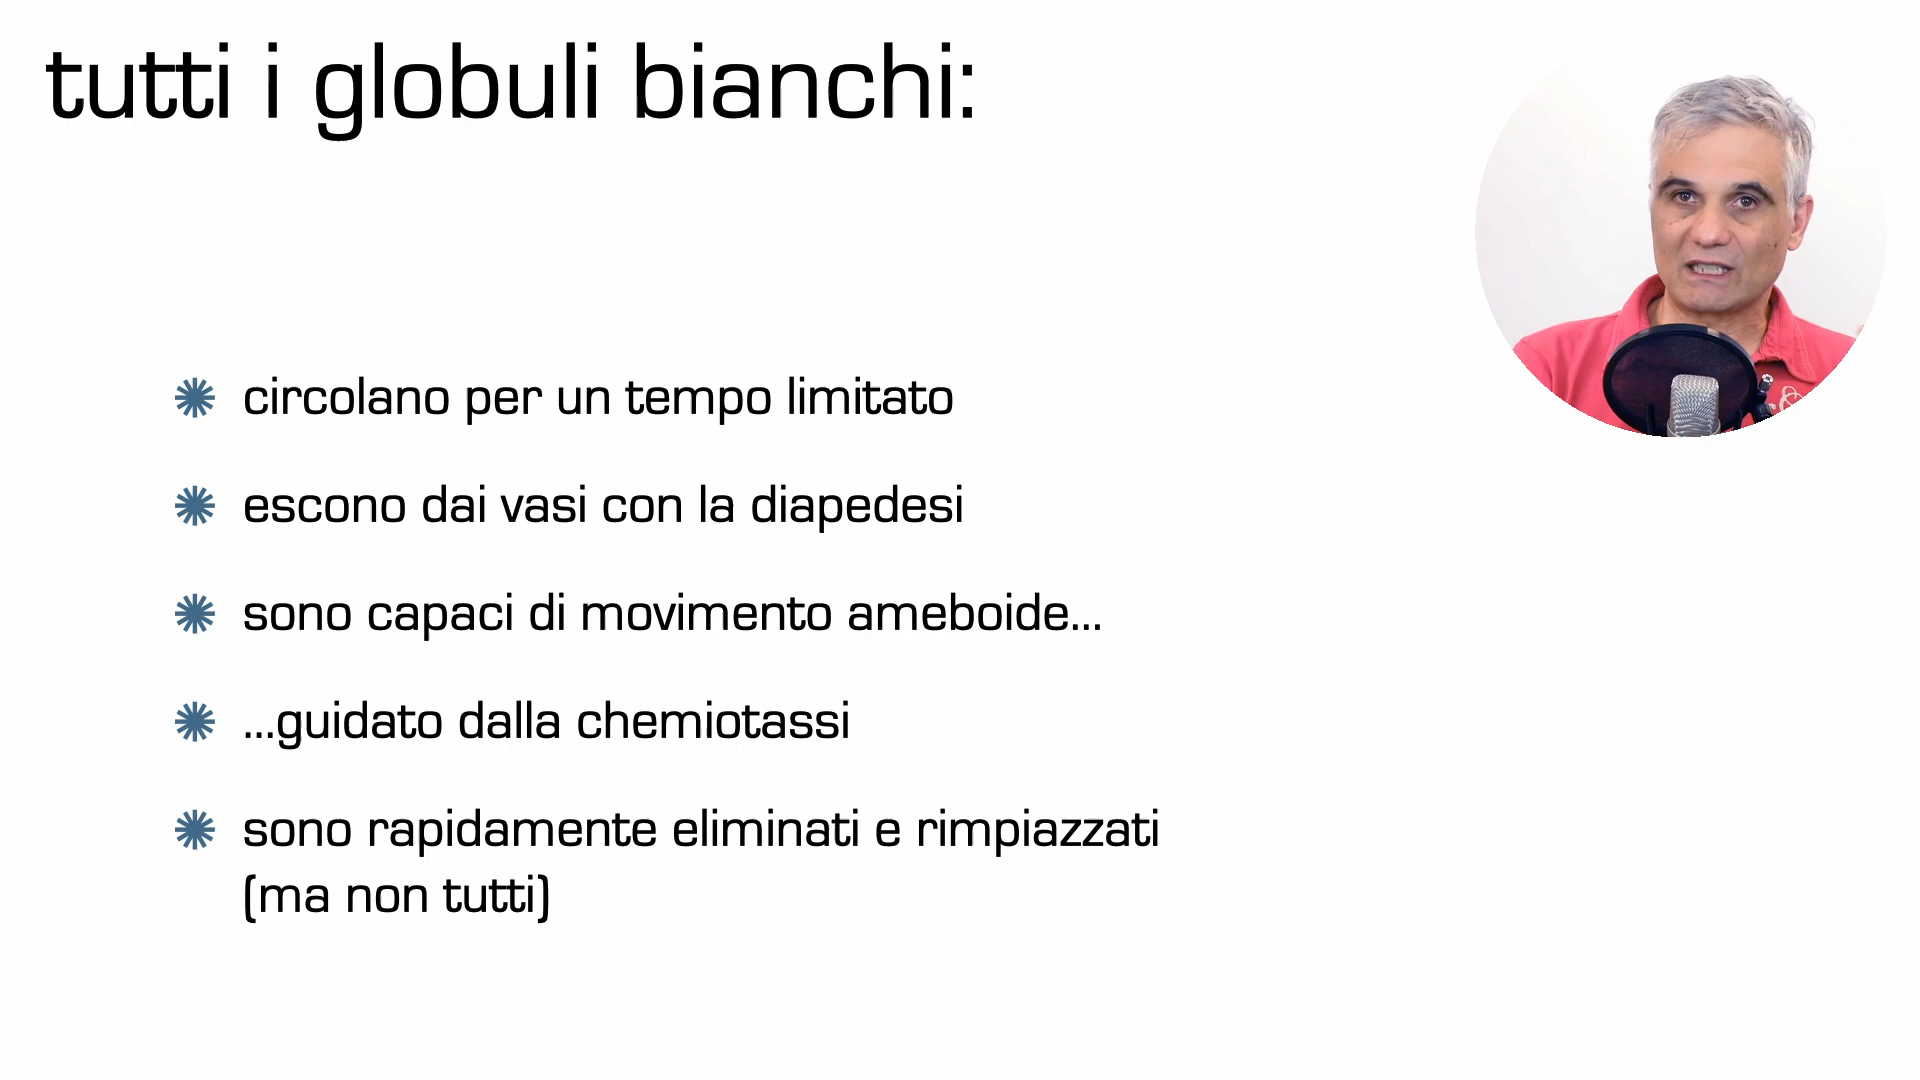 tutti i globuli bianchi:
circolano per un tempo limitato
escono dai vasi con la diapedesi
sono capaci di movimento ameboide...
...guidato dalla chemiotassi
sono rapidamente eliminati e rimpiazzati
(ma non tutti)